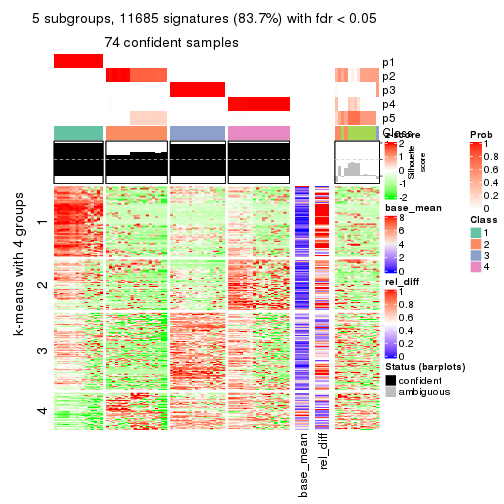 5 subgroups, 11685 signatures (83.7%) with fdr < 0.05
74 confident samples
p1
p2
p3
p4
p5
Class
z-score
2
1
0
-1
-2
Silhouette
score
Prob
1
0.8
0.6
0.4
0.2
0
base_mean
8
6
4
2
0
Class
1
2
3
4
rel_diff
1
0.8
0.6
0.4
0.2
0
Status (barplots)
confident
ambiguous
k-means with 4 groups
1
2
3
4
base_mean
rel_diff